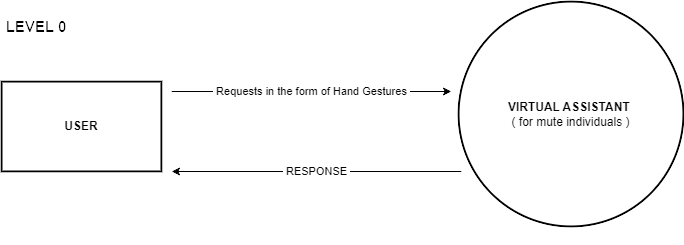 LEVEL 0
Requests in the form of Hand Gestures
USER
VIRTUAL ASSISTANT
( for mute individuals )
RESPONSE